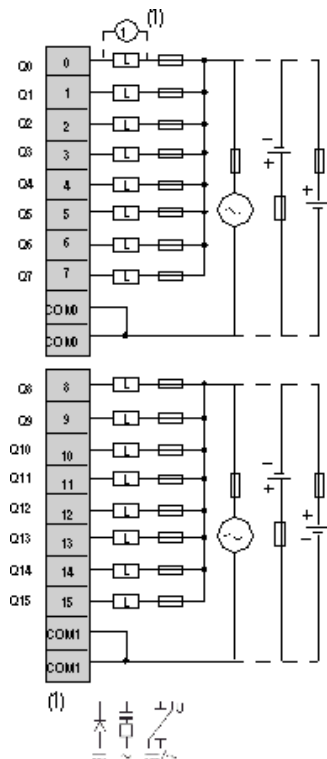 (1)
1
Q0 0 L
Q1 1 L
Q2 2 L
Q3 3 L
Q4 4 L
Q5 5 L
Q6 6 L
Q7 7 L
COM0
COM0
Q8 8 L
Q9 9 L
Q10 10 L
Q11 11 L
Q12 12 L
Q13 13 L
Q14 14 L
Q15 15 L
COM1
COM1
(1)
U